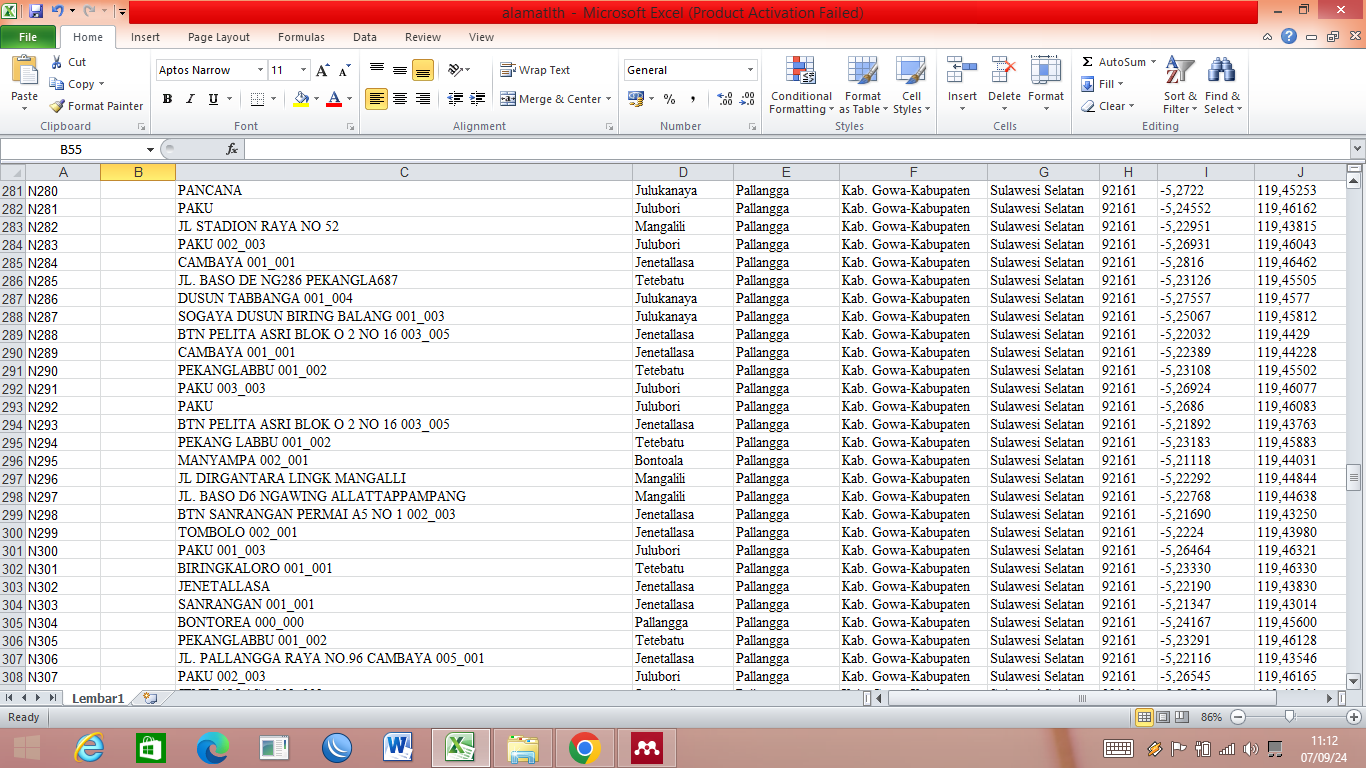 alamatlth - Microsoft Excel (Product Activation Failed)
File Home Insert Page Layout Formulas Data Review View
Paste Cut Copy Format Painter Clipboard
Aptos Narrow 11 B I U Font
Wrap Text Merge & Center Alignment
General % , Number
Conditional Formatting Format as Table Cell Styles Styles
Insert Delete Format Cells
AutoSum Fill Clear Sort & Filter Find & Select Editing
B55 fx
A B C D E F G H I J
281 N280 PANCANA Julukanaya Pallangga Kab. Gowa-Kabupaten Sulawesi Selatan 92161 -5,2722 119,45253
282 N281 PAKU Julubori Pallangga Kab. Gowa-Kabupaten Sulawesi Selatan 92161 -5,24552 119,46162
283 N282 JL STADION RAYA NO 52 Mangalili Pallangga Kab. Gowa-Kabupaten Sulawesi Selatan 92161 -5,22951 119,43815
284 N283 PAKU 002_003 Julubori Pallangga Kab. Gowa-Kabupaten Sulawesi Selatan 92161 -5,26931 119,46043
285 N284 CAMBAYA 001_001 Jenetallasa Pallangga Kab. Gowa-Kabupaten Sulawesi Selatan 92161 -5,2816 119,46462
286 N285 JL. BASO DE NG286 PEKANGLA687 Tetebatu Pallangga Kab. Gowa-Kabupaten Sulawesi Selatan 92161 -5,23126 119,45505
287 N286 DUSUN TABBANGA 001_004 Julukanaya Pallangga Kab. Gowa-Kabupaten Sulawesi Selatan 92161 -5,27557 119,4577
288 N287 SOGAYA DUSUN BIRING BALANG 001_003 Julukanaya Pallangga Kab. Gowa-Kabupaten Sulawesi Selatan 92161 -5,25067 119,45812
289 N288 BTN PELITA ASRI BLOK O 2 NO 16 003_005 Jenetallasa Pallangga Kab. Gowa-Kabupaten Sulawesi Selatan 92161 -5,22032 119,4429
290 N289 CAMBAYA 001_001 Jenetallasa Pallangga Kab. Gowa-Kabupaten Sulawesi Selatan 92161 -5,22389 119,44228
291 N290 PEKANGLABBU 001_002 Tetebatu Pallangga Kab. Gowa-Kabupaten Sulawesi Selatan 92161 -5,23108 119,45502
292 N291 PAKU 003_003 Julubori Pallangga Kab. Gowa-Kabupaten Sulawesi Selatan 92161 -5,26924 119,46077
293 N292 PAKU Julubori Pallangga Kab. Gowa-Kabupaten Sulawesi Selatan 92161 -5,2686 119,46083
294 N293 BTN PELITA ASRI BLOK O 2 NO 16 003_005 Jenetallasa Pallangga Kab. Gowa-Kabupaten Sulawesi Selatan 92161 -5,21892 119,43763
295 N294 PEKANG LABBU 001_002 Tetebatu Pallangga Kab. Gowa-Kabupaten Sulawesi Selatan 92161 -5,23183 119,45883
296 N295 MANYAMPA 002_001 Bontoala Pallangga Kab. Gowa-Kabupaten Sulawesi Selatan 92161 -5,21118 119,44031
297 N296 JL DIRGANTARA LINGK MANGALLI Mangalili Pallangga Kab. Gowa-Kabupaten Sulawesi Selatan 92161 -5,22292 119,44844
298 N297 JL. BASO D6 NGAWING ALLATTAPPAMPANG Mangalili Pallangga Kab. Gowa-Kabupaten Sulawesi Selatan 92161 -5,22768 119,44638
299 N298 BTN SANRANGAN PERMAI A5 NO 1 002_003 Jenetallasa Pallangga Kab. Gowa-Kabupaten Sulawesi Selatan 92161 -5,21690 119,43250
300 N299 TOMBOLO 002_001 Jenetallasa Pallangga Kab. Gowa-Kabupaten Sulawesi Selatan 92161 -5,2224 119,43980
301 N300 PAKU 001_003 Julubori Pallangga Kab. Gowa-Kabupaten Sulawesi Selatan 92161 -5,26464 119,46321
302 N301 BIRINGKALORO 001_001 Tetebatu Pallangga Kab. Gowa-Kabupaten Sulawesi Selatan 92161 -5,23330 119,46330
303 N302 JENETALLASA Jenetallasa Pallangga Kab. Gowa-Kabupaten Sulawesi Selatan 92161 -5,22190 119,43830
304 N303 SANRANGAN 001_001 Jenetallasa Pallangga Kab. Gowa-Kabupaten Sulawesi Selatan 92161 -5,21347 119,43014
305 N304 BONTOREA 000_000 Pallangga Pallangga Kab. Gowa-Kabupaten Sulawesi Selatan 92161 -5,24167 119,45600
306 N305 PEKANGLABBU 001_002 Tetebatu Pallangga Kab. Gowa-Kabupaten Sulawesi Selatan 92161 -5,23291 119,46128
307 N306 JL. PALLANGGA RAYA NO.96 CAMBAYA 005_001 Jenetallasa Pallangga Kab. Gowa-Kabupaten Sulawesi Selatan 92161 -5,22116 119,43546
308 N307 PAKU 002_003 Julubori Pallangga Kab. Gowa-Kabupaten Sulawesi Selatan 92161 -5,26545 119,46165
Lembar1
Ready 86%
11:12
07/09/24